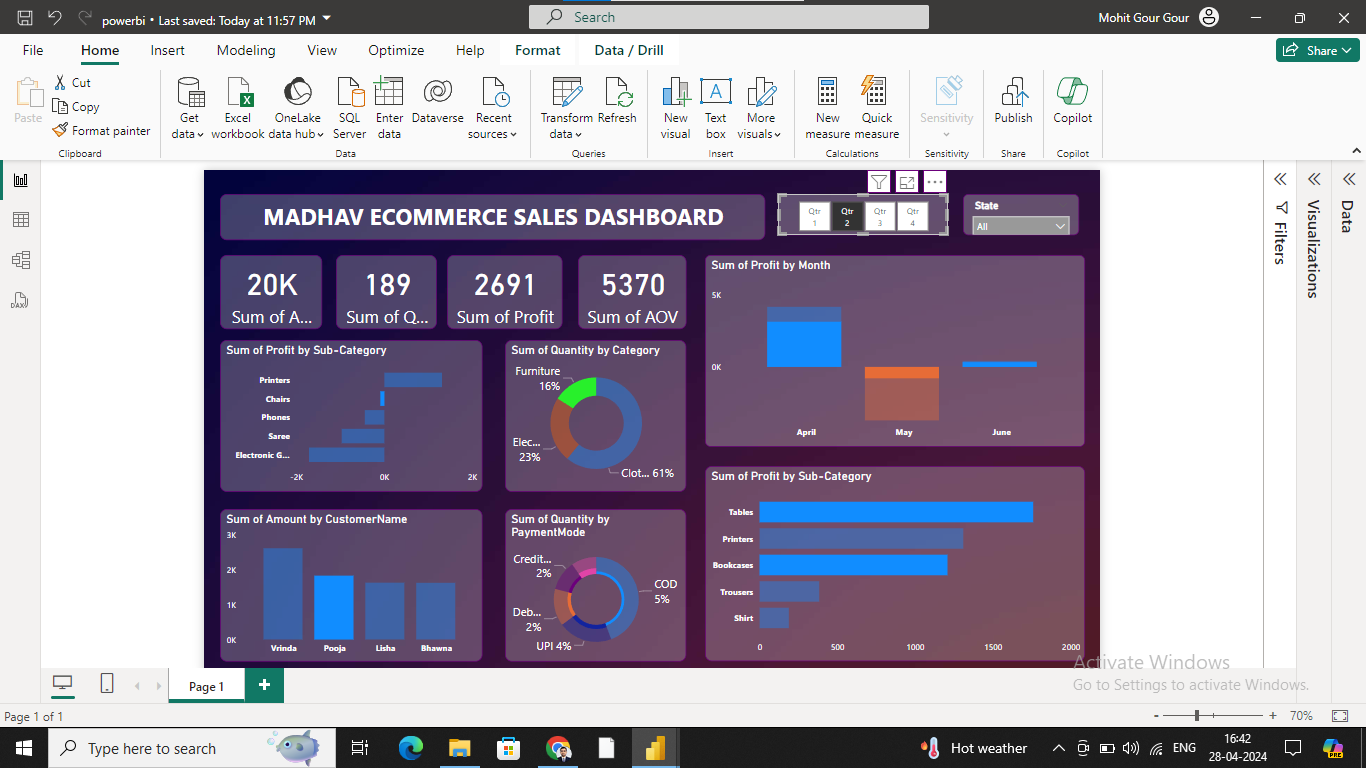 powerbi • Last saved: Today at 11:57 PM
Search
Mohit Gour Gour
File Home Insert Modeling View Optimize Help Format Data / Drill
Share
Paste
Cut
Copy
Format painter
Clipboard
Get data
Excel workbook
OneLake data hub
SQL Server
Enter data
Dataverse
Recent sources
Data
Transform data
Refresh
Queries
New visual
Text box
More visuals
Insert
New measure
Quick measure
Calculations
Sensitivity
Sensitivity
Publish
Share
Copilot
Copilot
MADHAV ECOMMERCE SALES DASHBOARD
Qtr 1
Qtr 2
Qtr 3
Qtr 4
State
All
20K
Sum of A...
189
Sum of Q...
2691
Sum of Profit
5370
Sum of AOV
Sum of Profit by Month
5K
0K
April May June
Sum of Profit by Sub-Category
Printers
Chairs
Phones
Saree
Electronic G...
-2K 0K 2K
Sum of Quantity by Category
Furniture
16%
Elec...
23%
Clot... 61%
Sum of Profit by Sub-Category
Tables
Printers
Bookcases
Trousers
Shirt
0 500 1000 1500 2000
Sum of Amount by CustomerName
3K
2K
1K
0K
Vrinda Pooja Lisha Bhawna
Sum of Quantity by
PaymentMode
Credit...
2%
COD
5%
Deb...
2%
UPI 4%
Filters
Visualizations
Data
DAX
Activate Windows
Go to Settings to activate Windows.
Page 1
+
Page 1 of 1
- + 70%
Type here to search
Hot weather
ENG
16:42
28-04-2024
PRE